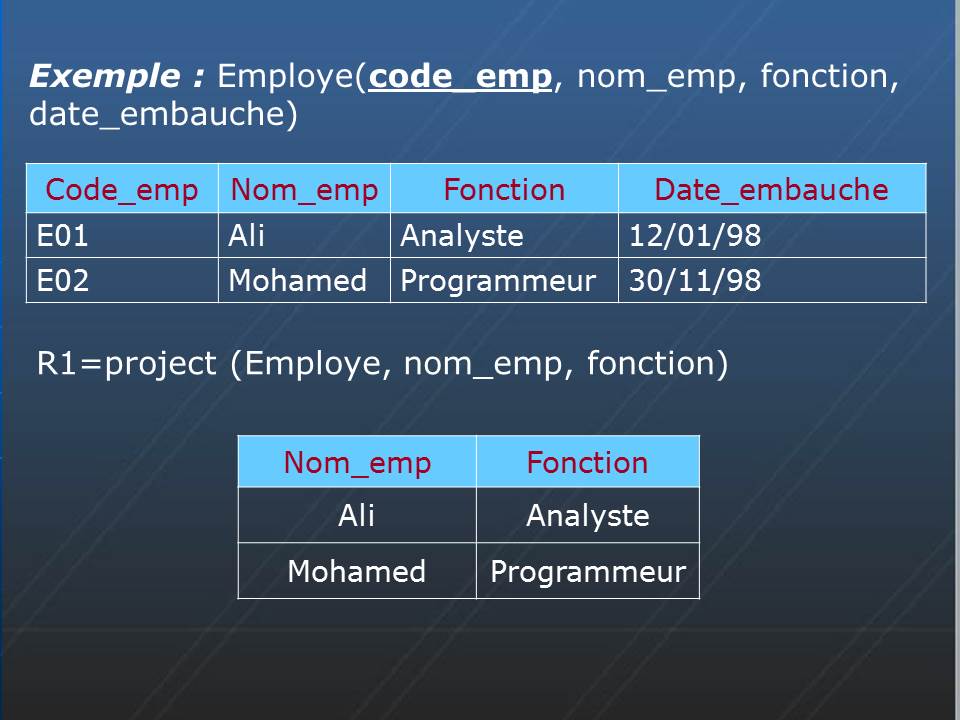 Exemple : Employe(code_emp, nom_emp, fonction,
date_embauche)
Code_emp Nom_emp Fonction Date_embauche
E01 Ali Analyste 12/01/98
E02 Mohamed Programmeur 30/11/98
R1=project (Employe, nom_emp, fonction)
Nom_emp Fonction
Ali Analyste
Mohamed Programmeur